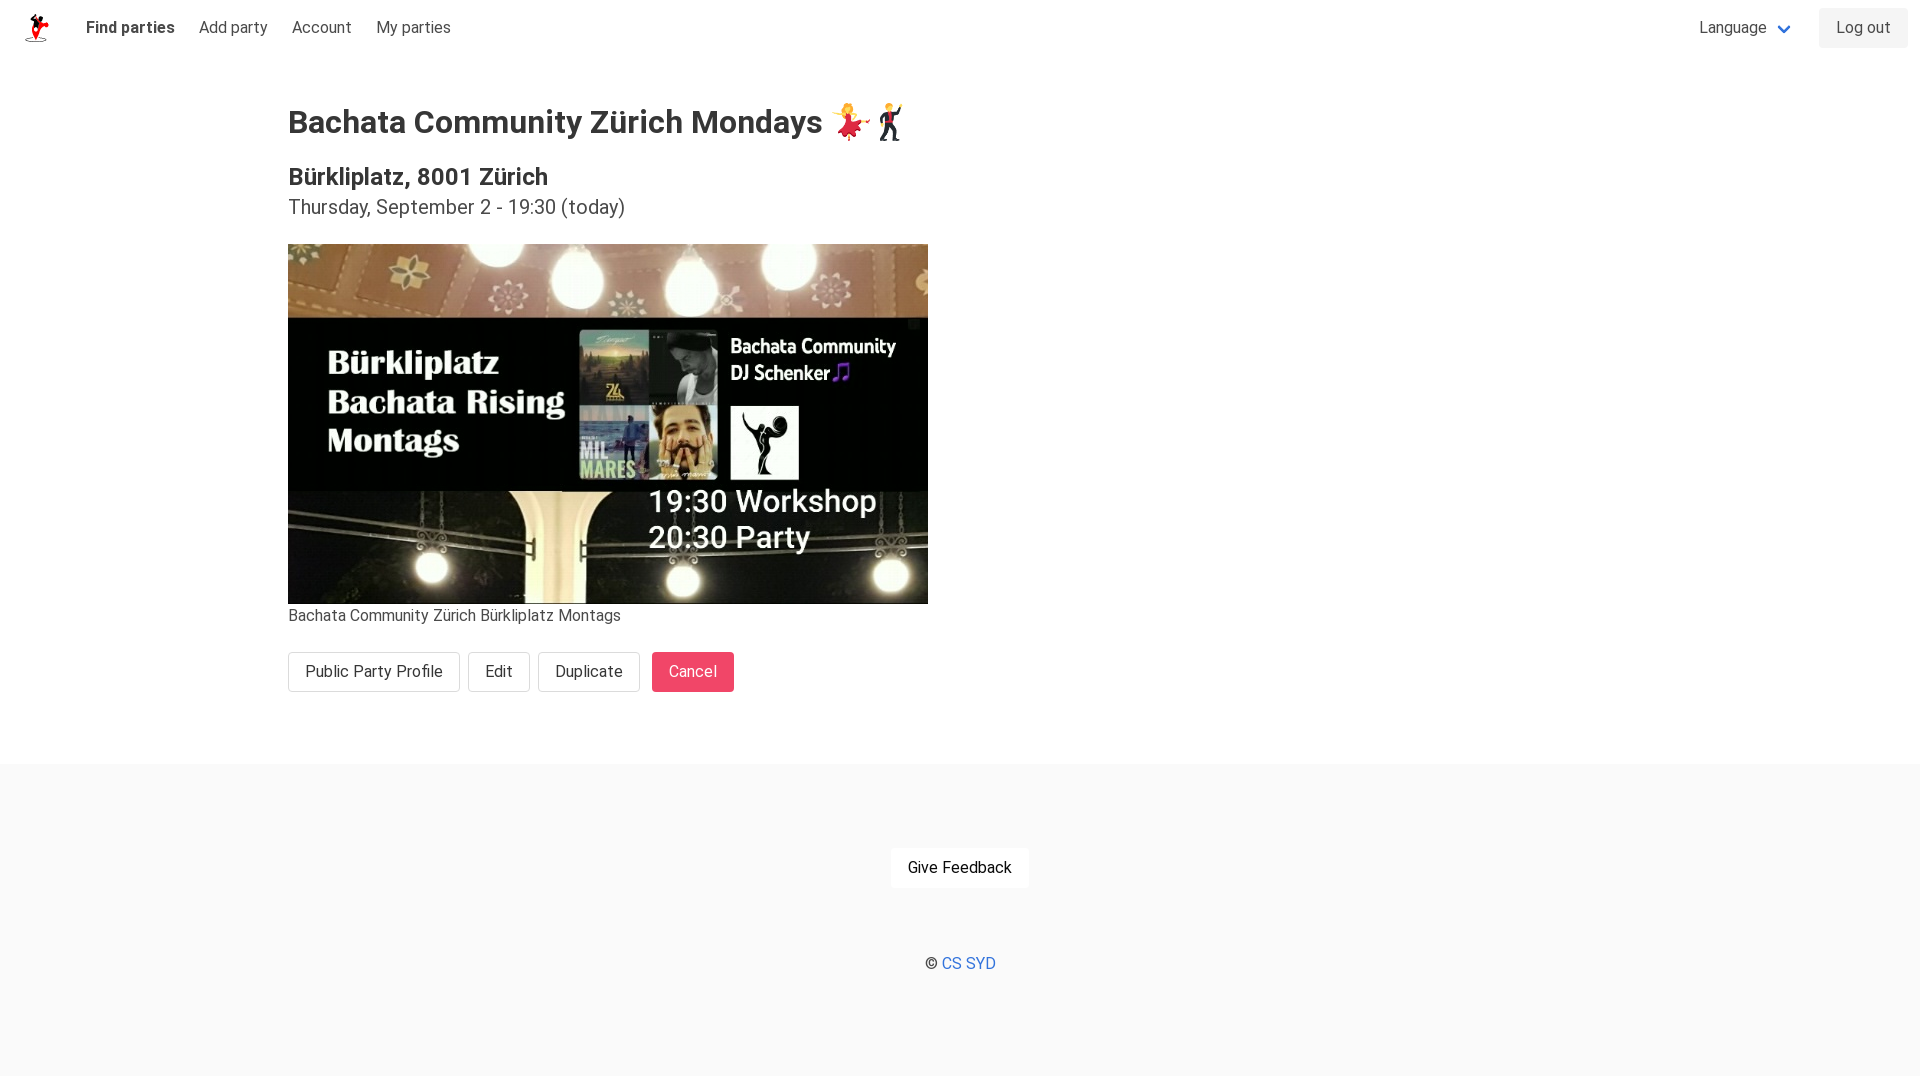 Find parties Add party Account My parties Language Log out
Bachata Community Zürich Mondays 💃🕺
Bürkliplatz, 8001 Zürich
Thursday, September 2 - 19:30 (today)
Bürkliplatz
Bachata Rising
Montags
MIL
MARES
Bachata Community
DJ Schenker🎵
19:30 Workshop
20:30 Party
Bachata Community Zürich Bürkliplatz Montags
Public Party Profile Edit Duplicate Cancel
Give Feedback
© CS SYD